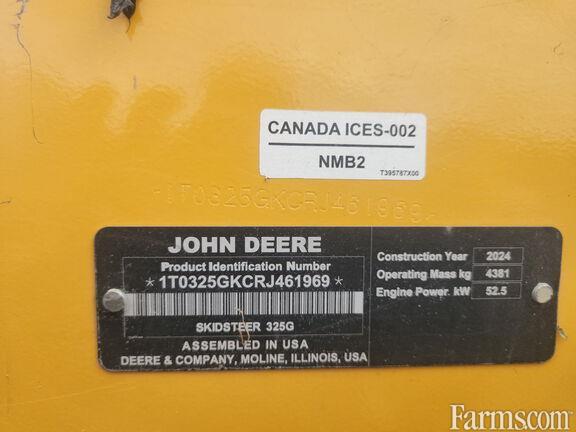 CANADA ICES-002
NMB2
T395787X00
*1T0325GKCRJ461969*
JOHN DEERE
Product Identification Number
*1T0325GKCRJ461969*
SKIDSTEER 325G
ASSEMBLED IN USA
DEERE & COMPANY, MOLINE, ILLINOIS, USA
Construction Year 2024
Operating Mass kg 4381
Engine Power kW 52.5
Farms.com